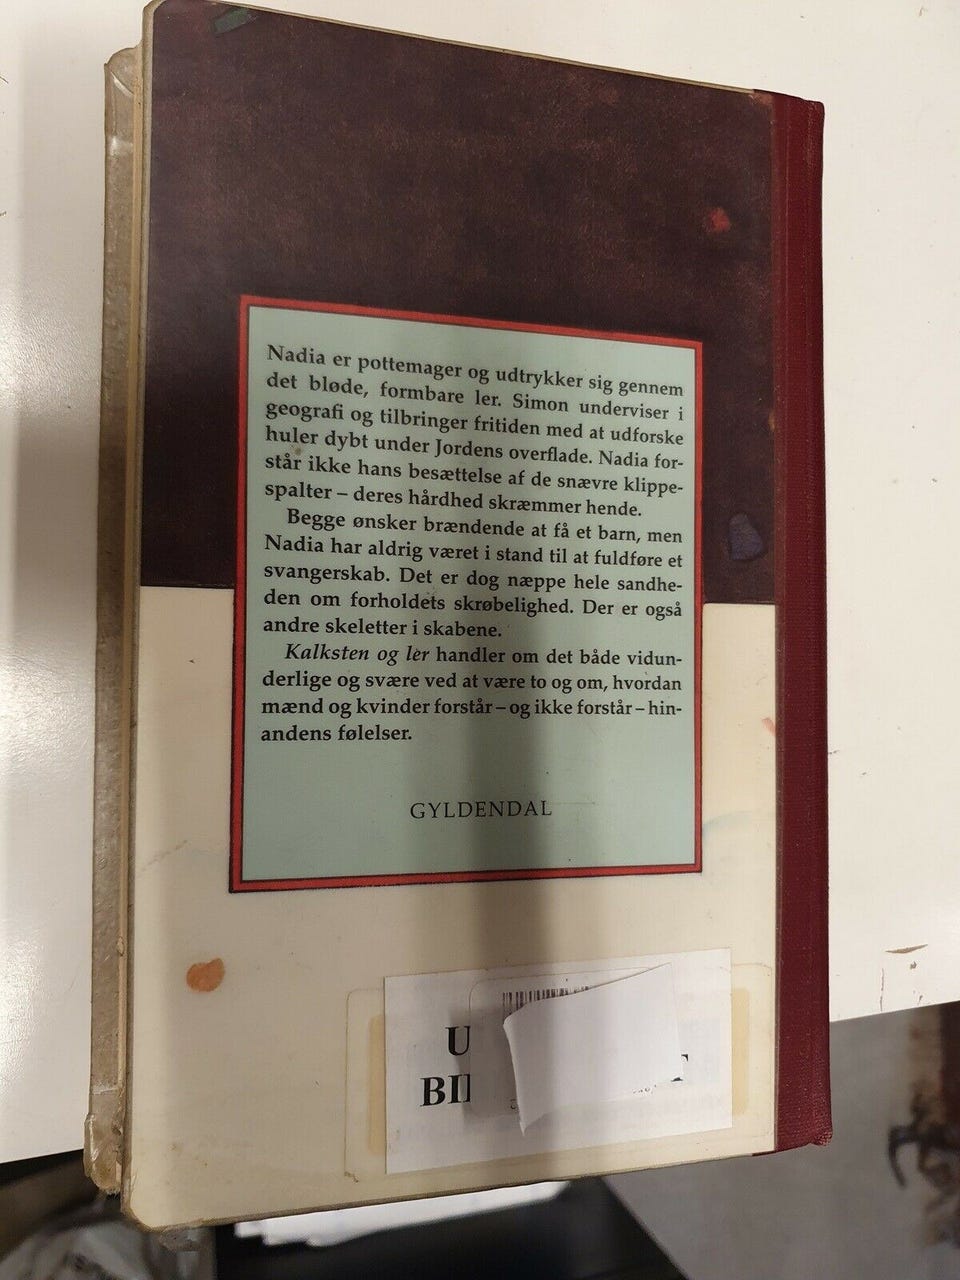 Nadia er pottemager og udtrykker sig gennem
det bløde, formbare ler. Simon underviser i
geografi og tilbringer fritiden med at udforske
huler dybt under Jordens overflade. Nadia for-
står ikke hans besættelse af de snævre klippe-
spalter – deres hårdhed skræmmer hende.
Begge ønsker brændende at få et barn, men
Nadia har aldrig været i stand til at fuldføre et
svangerskab. Det er dog næppe hele sandhe-
den om forholdets skrøbelighed. Der er også
andre skeletter i skabene.
Kalksten og ler handler om det både vidun-
derlige og svære ved at være to og om, hvordan
mænd og kvinder forstår – og ikke forstår – hin-
andens følelser.
GYLDENDAL